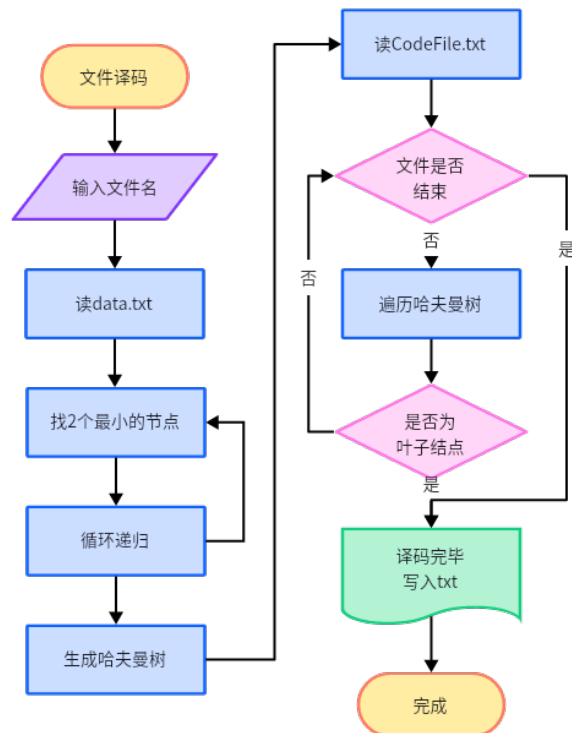 文件译码
输入文件名
读data.txt
找2个最小的节点
循环递归
生成哈夫曼树
读CodeFile.txt
文件是否
结束
否
是
否
遍历哈夫曼树
是否为
叶子结点
是
译码完毕
写入txt
完成